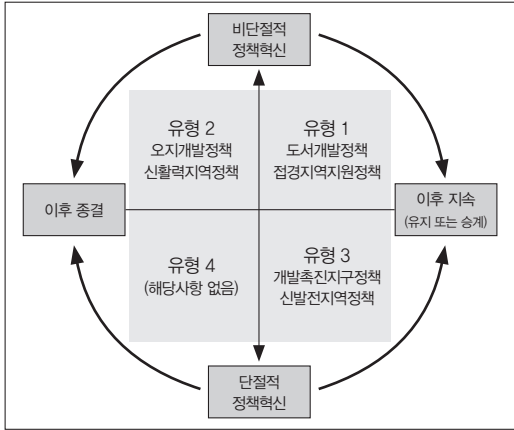 비단절적
정책혁신
유형 2
오지개발정책
신활력지역정책
유형 1
도서개발정책
접경지역지원정책
이후 종결
이후 지속
(유지 또는 승계)
유형 4
(해당사항 없음)
유형 3
개발촉진지구정책
신발전지역정책
단절적
정책혁신